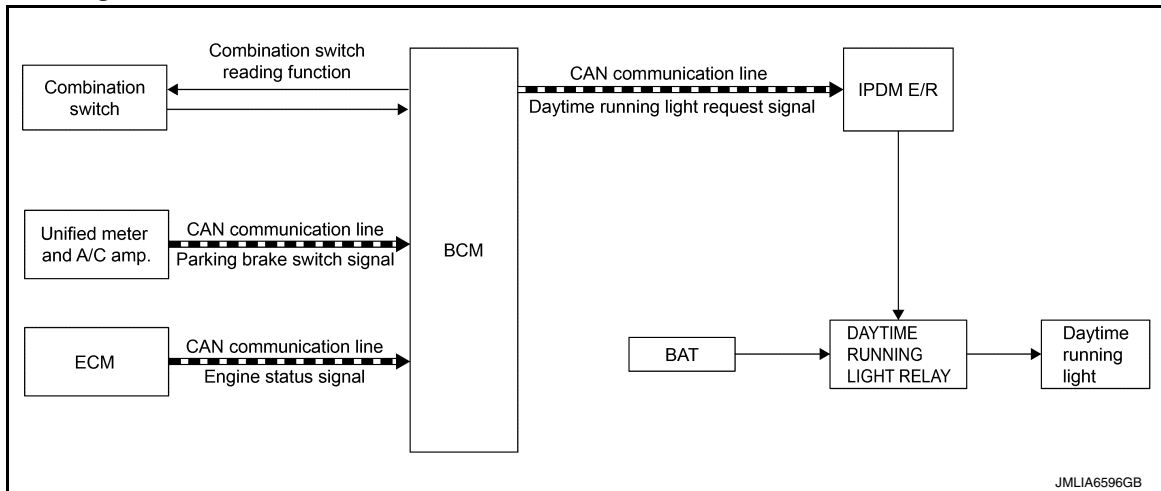 Combination switch
reading function
Combination
switch
CAN communication line
Daytime running light request signal
IPDM E/R
Unified meter
and A/C amp.
CAN communication line
Parking brake switch signal
BCM
ECM
CAN communication line
Engine status signal
BAT
DAYTIME
RUNNING
LIGHT RELAY
Daytime
running
light
JMLIA6596GB